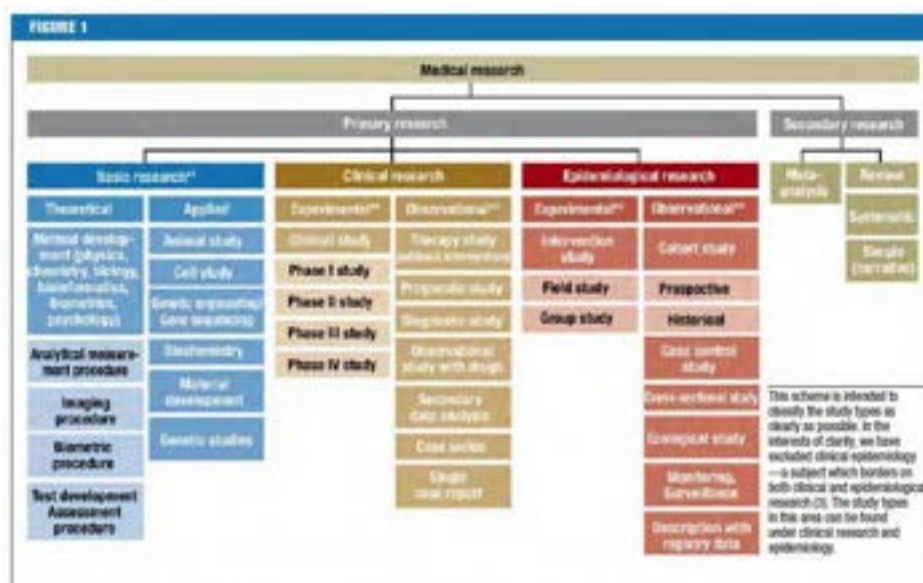 FIGURE 1
Medical research
Primary research
Secondary research
Basic research
Clinical research
Epidemiological research
Meta-
analysis
Review
Theoretical
Applied
Experimental
Observational
Experimental
Observational
Systematic
Simple
(narrative)
Method develop-
ment (physics,
chemistry, biology,
bioinformatics,
biometrics,
psychology)
Analytical measure-
ment procedure
Imaging
procedure
Biometric
procedure
Test development
Assessment
procedure
Animal study
Cell study
Genetic engineering/
Gene sequencing
Biochemistry
Material
development
Genetic studies
Clinical study
Phase I study
Phase II study
Phase III study
Phase IV study
Therapy study
without intervention
Prognostic study
Diagnostic study
Observational
study with drugs
Secondary
data analysis
Case series
Single
case report
Intervention
study
Field study
Group study
Cohort study
Prospective
Historical
Case control
study
Cross-sectional study
Ecological study
Monitoring,
Surveillance
Description with
registry data
This scheme is intended to
classify the study types as
clearly as possible. In the
interests of clarity, we have
excluded clinical epidemiology
—a subject which borders on
both clinical and epidemiological
research (3). The study types
in this area can be found
under clinical research and
epidemiology.